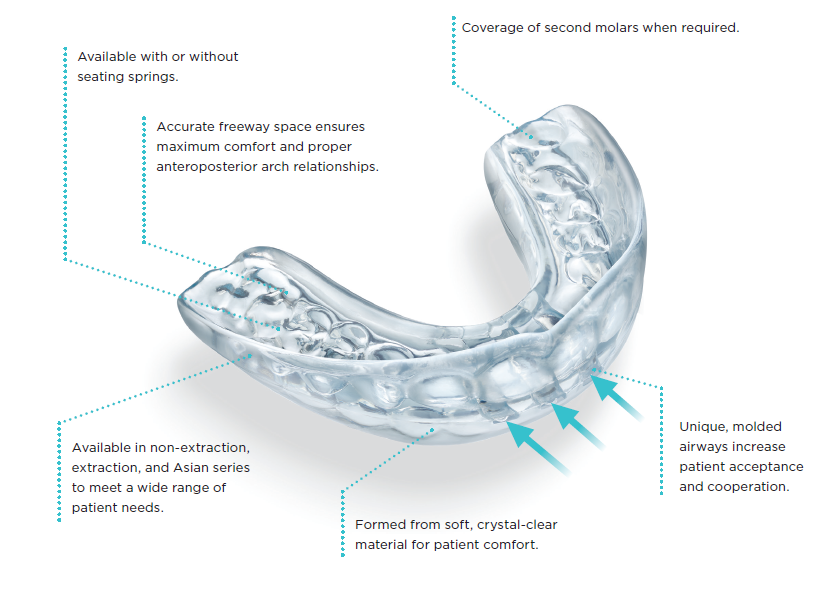 Coverage of second molars when required.
Available with or without
seating springs.
Accurate freeway space ensures
maximum comfort and proper
anteroposterior arch relationships.
Available in non-extraction,
extraction, and Asian series
to meet a wide range of
patient needs.
Formed from soft, crystal-clear
material for patient comfort.
Unique, molded
airways increase
patient acceptance
and cooperation.